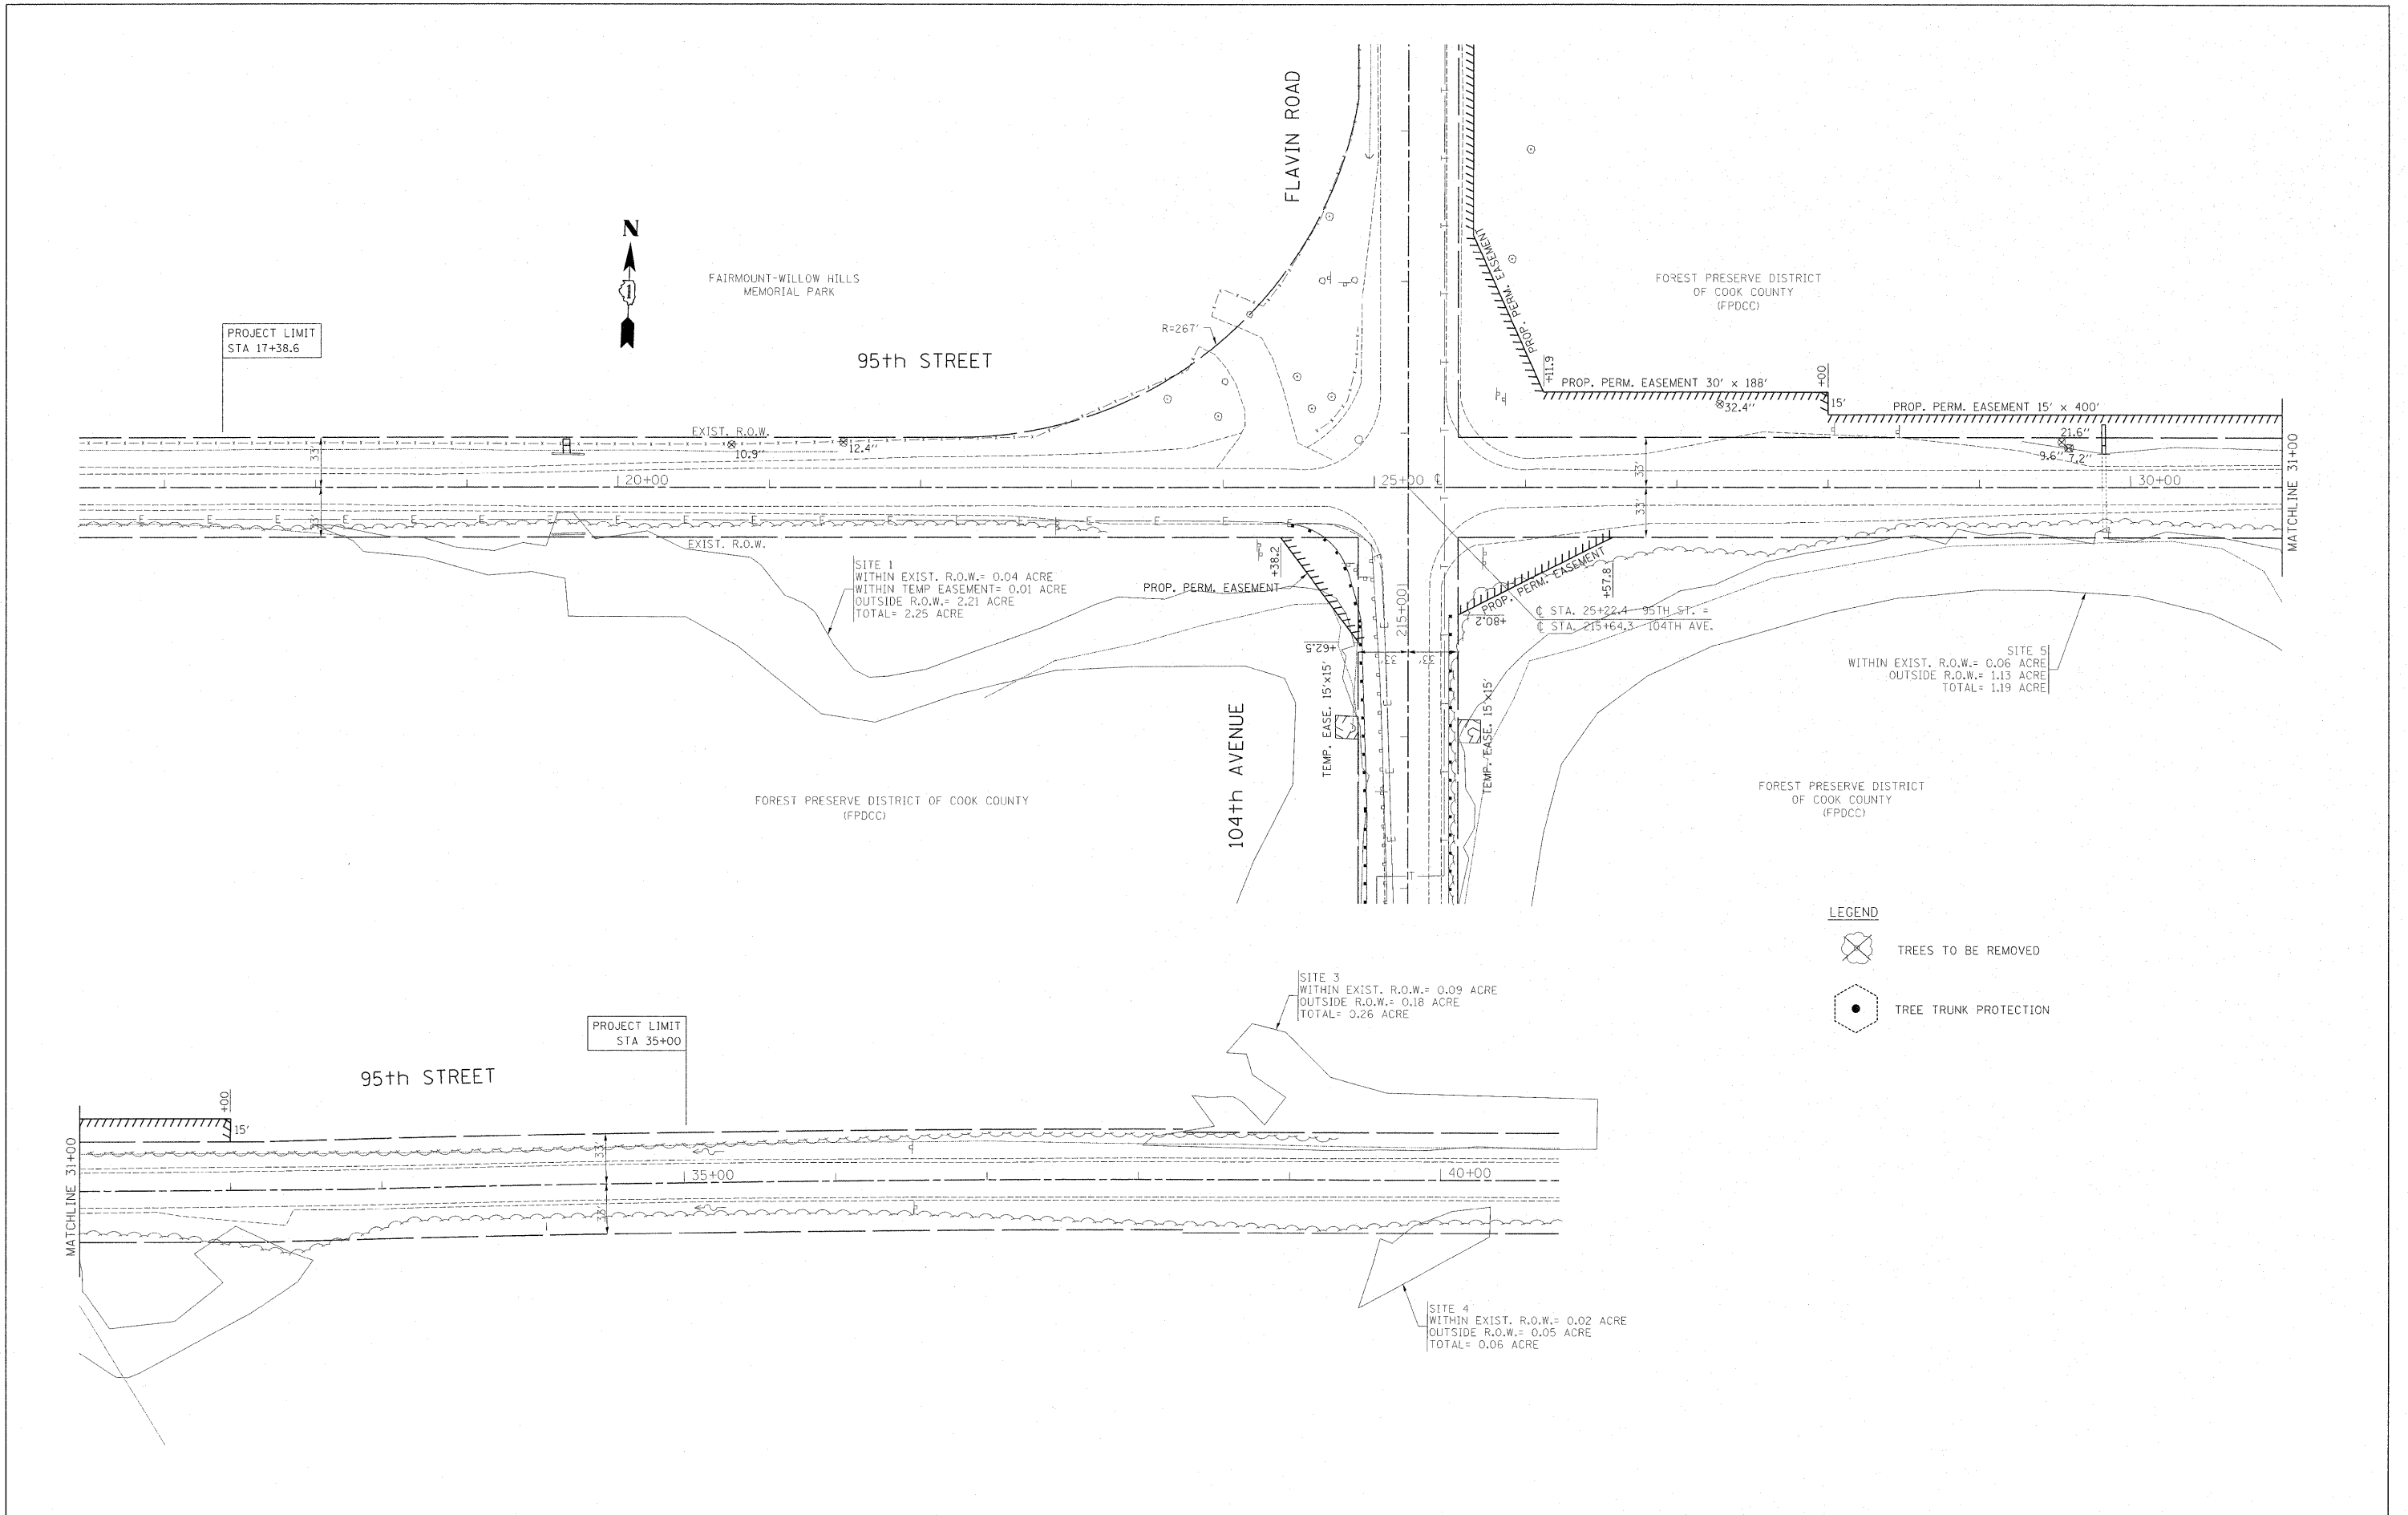 FLAVIN ROAD
N
FAIRMOUNT-WILLOW HILLS
MEMORIAL PARK
FOREST PRESERVE DISTRICT
OF COOK COUNTY
(FPDCC)
PROP. PERM. EASEMENT
PROJECT LIMIT
STA 17+38.6
R=267'
95th STREET
+11.9
PROP. PERM. EASEMENT 30' x 188'
+00
15'
32.4"
PROP. PERM. EASEMENT 15' x 400'
EXIST. R.O.W.
10.9"
12.4"
21.6"
9.6"
7.2"
33'
33'
20+00
25+00
℄
33'
33'
30+00
MATCHLINE 31+00
E E E E E E E E E E E E E E E E E E
EXIST. R.O.W.
+38.2
PROP. PERM. EASEMENT
SITE 1
WITHIN EXIST. R.O.W.= 0.04 ACRE
WITHIN TEMP EASEMENT= 0.01 ACRE
OUTSIDE R.O.W.= 2.21 ACRE
TOTAL= 2.25 ACRE
215+00
PROP. PERM. EASEMENT
+57.8
+80.2
℄ STA. 25+22.4 95TH ST. =
℄ STA. 215+64.3 104TH AVE.
+62.5
33'
33'
SITE 5
WITHIN EXIST. R.O.W.= 0.06 ACRE
OUTSIDE R.O.W.= 1.13 ACRE
TOTAL= 1.19 ACRE
TEMP. EASE. 15'x15'
TEMP. EASE. 15'x15'
104th AVENUE
FOREST PRESERVE DISTRICT OF COOK COUNTY
(FPDCC)
FOREST PRESERVE DISTRICT
OF COOK COUNTY
(FPDCC)
LEGEND
TREES TO BE REMOVED
TREE TRUNK PROTECTION
SITE 3
WITHIN EXIST. R.O.W.= 0.09 ACRE
OUTSIDE R.O.W.= 0.18 ACRE
TOTAL= 0.26 ACRE
PROJECT LIMIT
STA 35+00
95th STREET
+00
15'
MATCHLINE 31+00
33'
35+00
40+00
SITE 4
WITHIN EXIST. R.O.W.= 0.02 ACRE
OUTSIDE R.O.W.= 0.05 ACRE
TOTAL= 0.06 ACRE